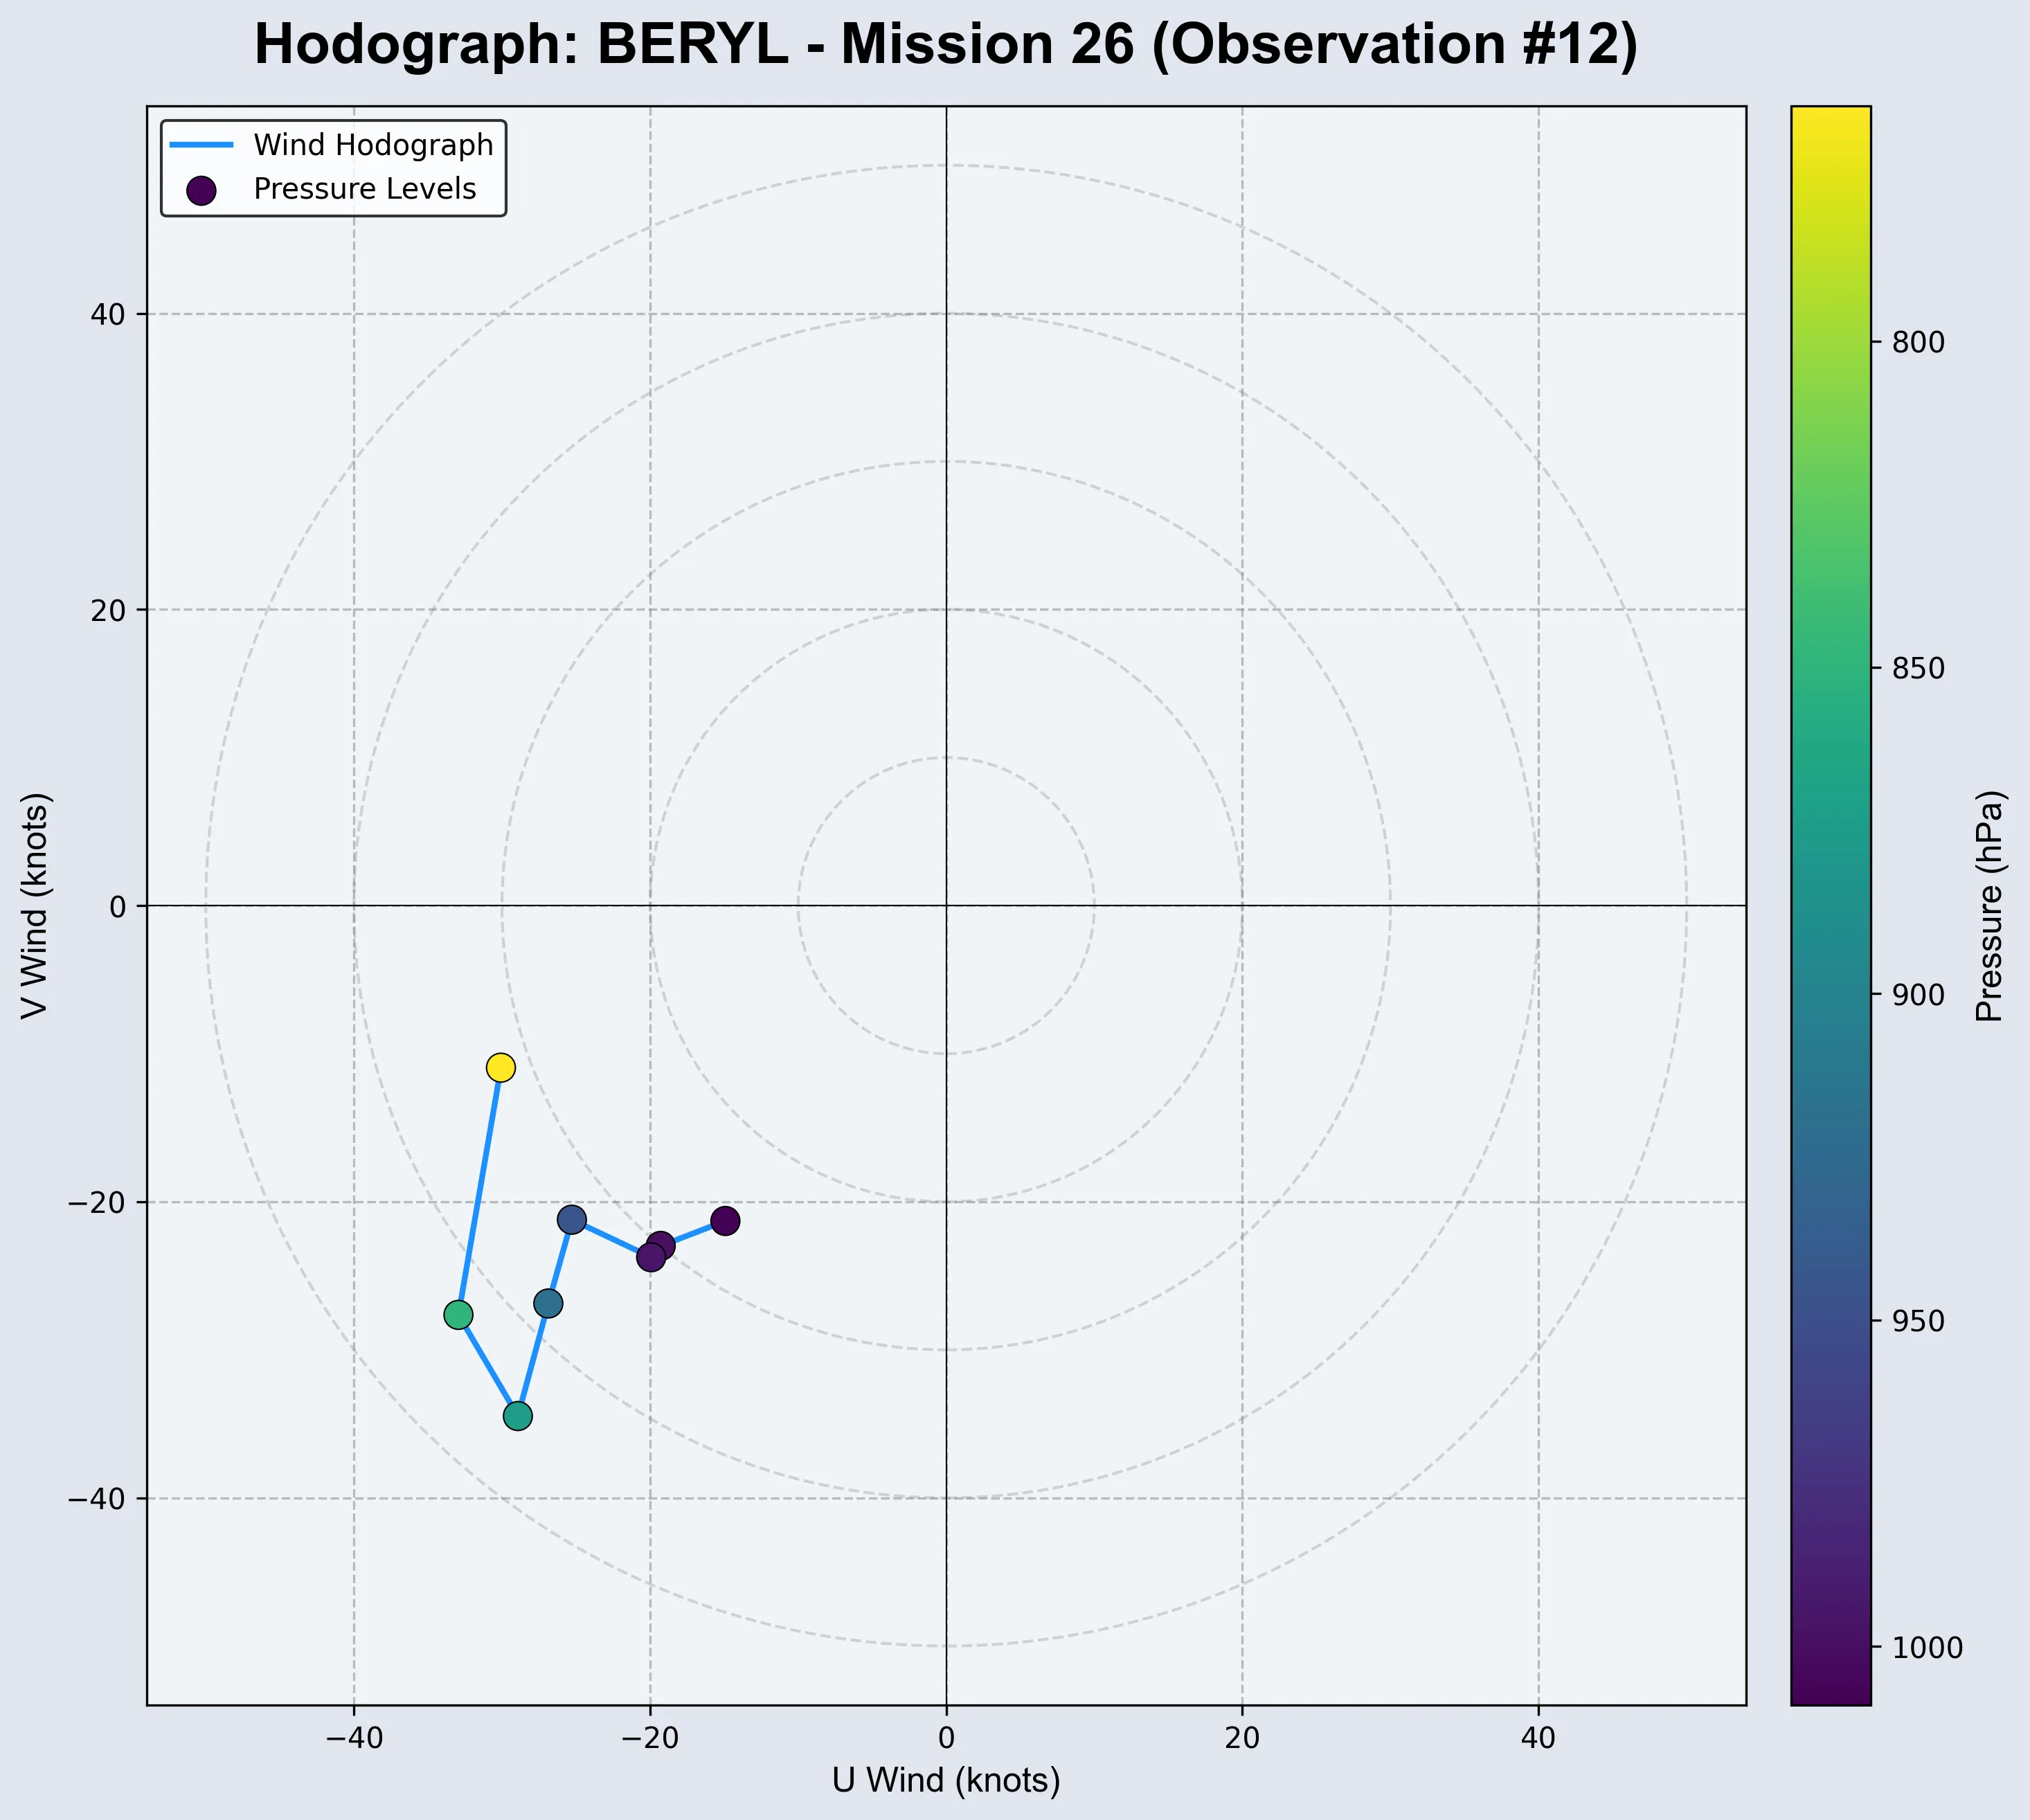 Hodograph: BERYL - Mission 26 (Observation #12)
Wind Hodograph
Pressure Levels
40
20
0
−20
−40
V Wind (knots)
−40
−20
0
20
40
U Wind (knots)
800
850
900
950
1000
Pressure (hPa)